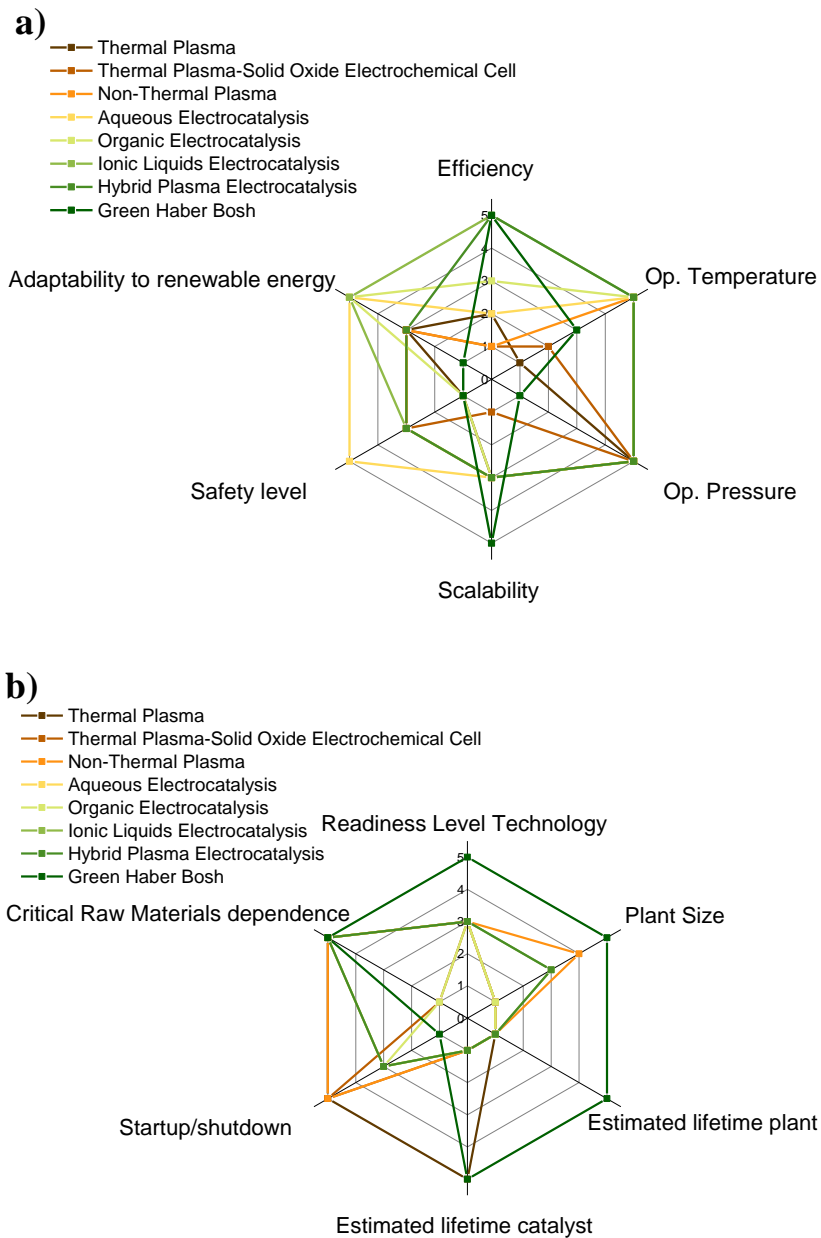 a)
Thermal Plasma
Thermal Plasma-Solid Oxide Electrochemical Cell
Non-Thermal Plasma
Aqueous Electrocatalysis
Organic Electrocatalysis
Ionic Liquids Electrocatalysis
Hybrid Plasma Electrocatalysis
Green Haber Bosh
Efficiency
Adaptability to renewable energy
Op. Temperature
5
4
3
2
1
0
Safety level
Op. Pressure
Scalability
b)
Thermal Plasma
Thermal Plasma-Solid Oxide Electrochemical Cell
Non-Thermal Plasma
Aqueous Electrocatalysis
Organic Electrocatalysis
Ionic Liquids Electrocatalysis
Hybrid Plasma Electrocatalysis
Green Haber Bosh
Readiness Level Technology
Critical Raw Materials dependence
Plant Size
5
4
3
2
1
0
Startup/shutdown
Estimated lifetime plant
Estimated lifetime catalyst